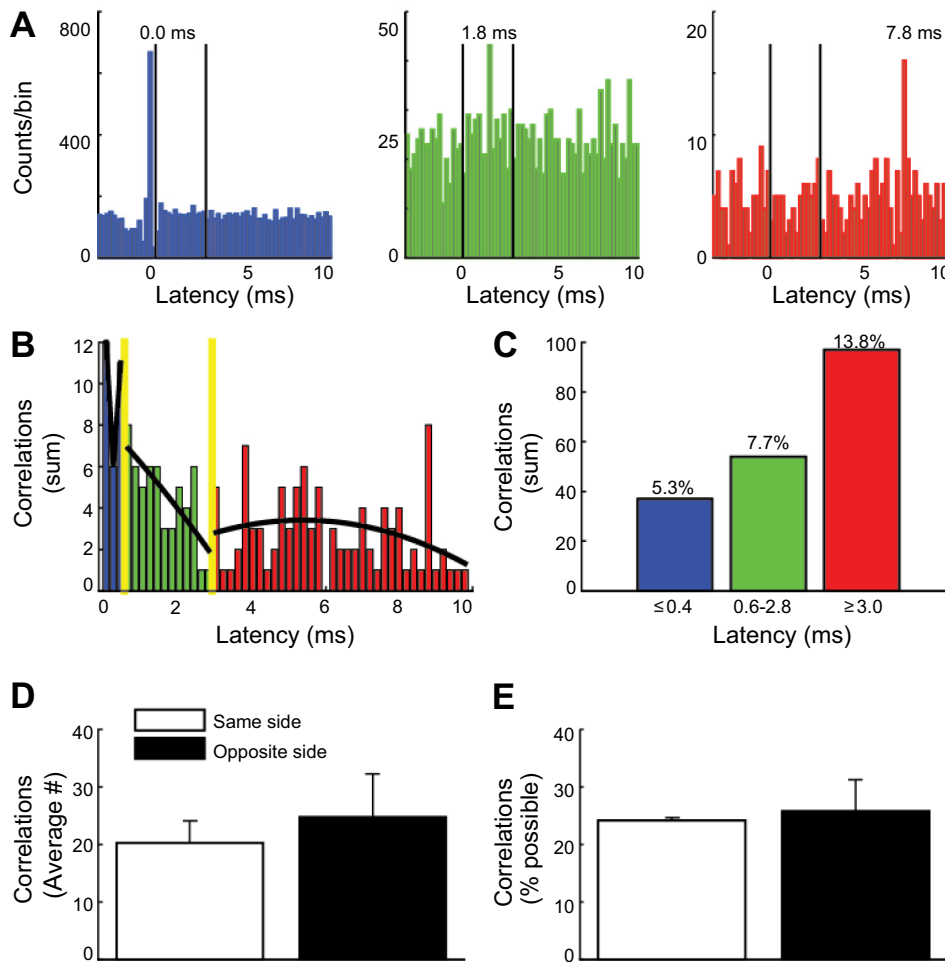 A
800
400
0
Counts/bin
0.0 ms
0
5
10
Latency (ms)
50
25
0
1.8 ms
0
5
10
Latency (ms)
20
10
0
7.8 ms
0
5
10
Latency (ms)
B
12
10
8
6
4
2
0
Correlations
(sum)
0
2
4
6
8
10
Latency (ms)
C
100
80
60
40
20
0
Correlations
(sum)
5.3%
7.7%
13.8%
≤0.4
0.6-2.8
≥3.0
Latency (ms)
D
Same side
Opposite side
40
30
20
10
0
Correlations
(Average #)
E
40
30
20
10
0
Correlations
(% possible)